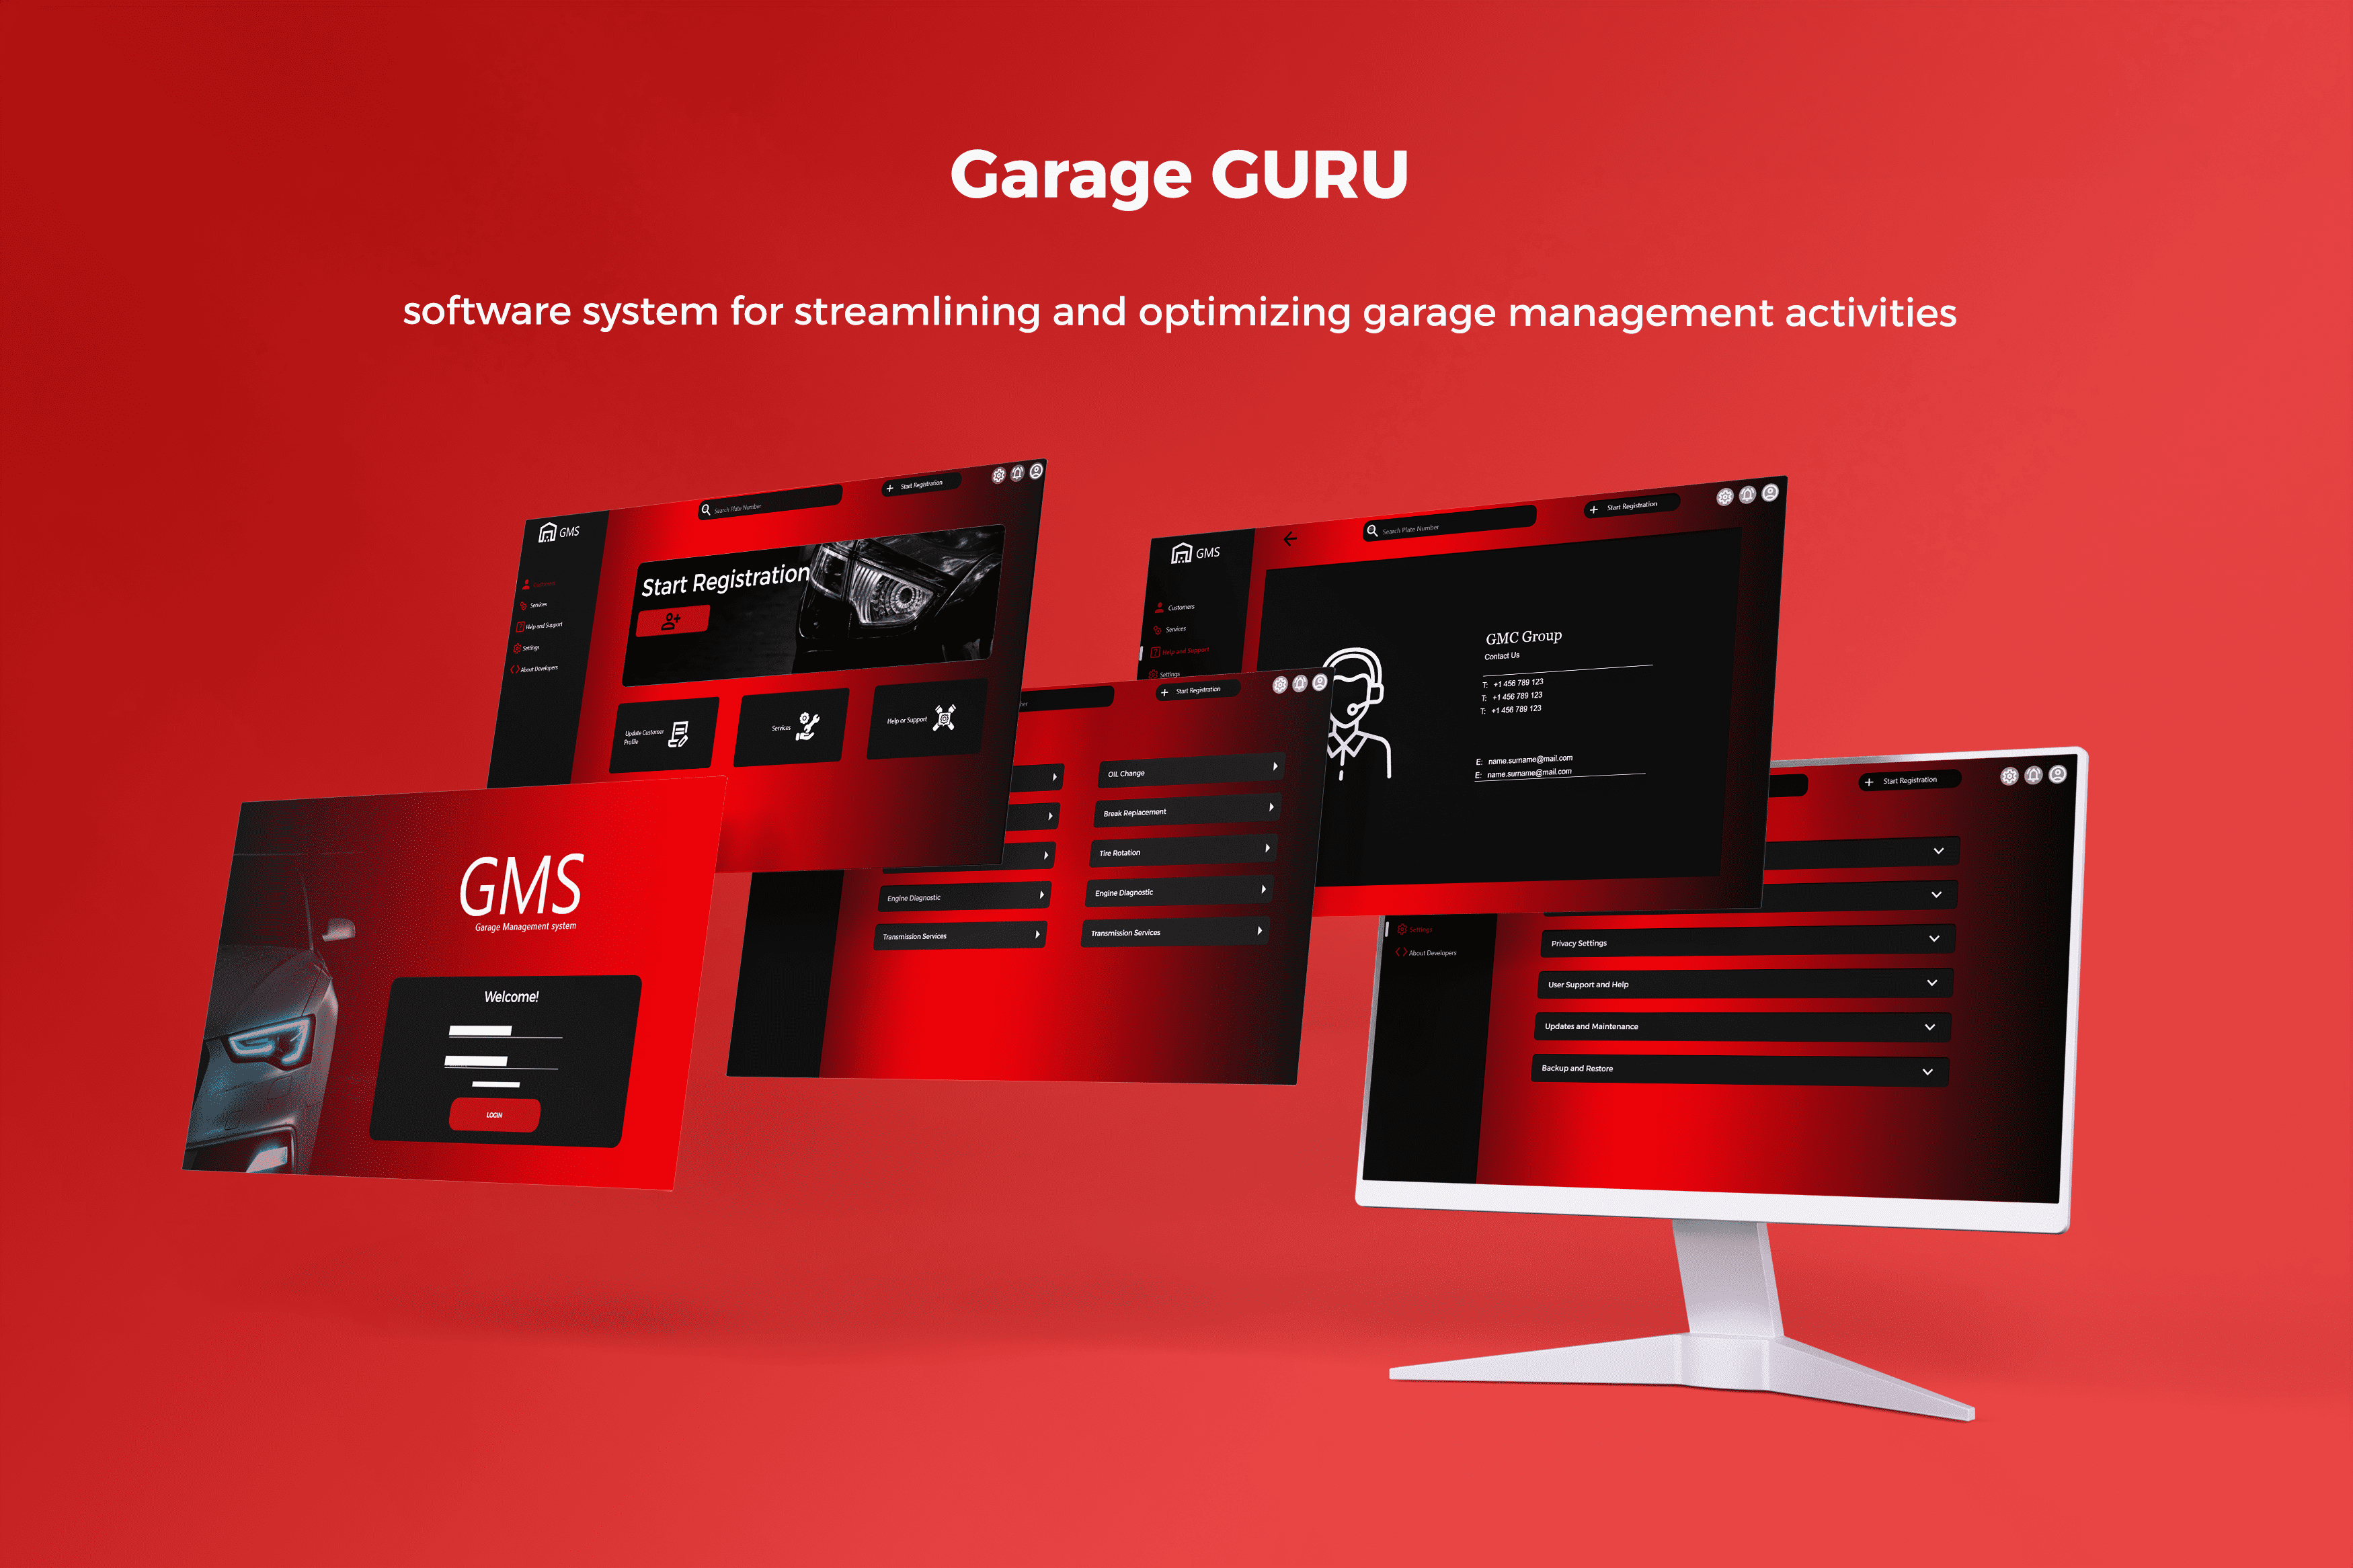 Garage GURU
software system for streamlining and optimizing garage management activities
GMS
Search Plate Number
Start Registration
Customers
Services
Help and Support
Settings
About Developers
Start Registration
Update Customer
Profile
Services
Help or Support
GMS
Search Plate Number
Start Registration
Customers
Services
Help and Support
Settings
GMC Group
Contact Us
T: +1 456 789 123
T: +1 456 789 123
T: +1 456 789 123
E: name.surname@mail.com
E: name.surname@mail.com
Start Registration
OIL Change
Break Replacement
Tire Rotation
Engine Diagnostic
Engine Diagnostic
Transmission Services
Transmission Services
GMS
Garage Management system
Welcome!
LOGIN
Start Registration
Settings
About Developers
Privacy Settings
User Support and Help
Updates and Maintenance
Backup and Restore